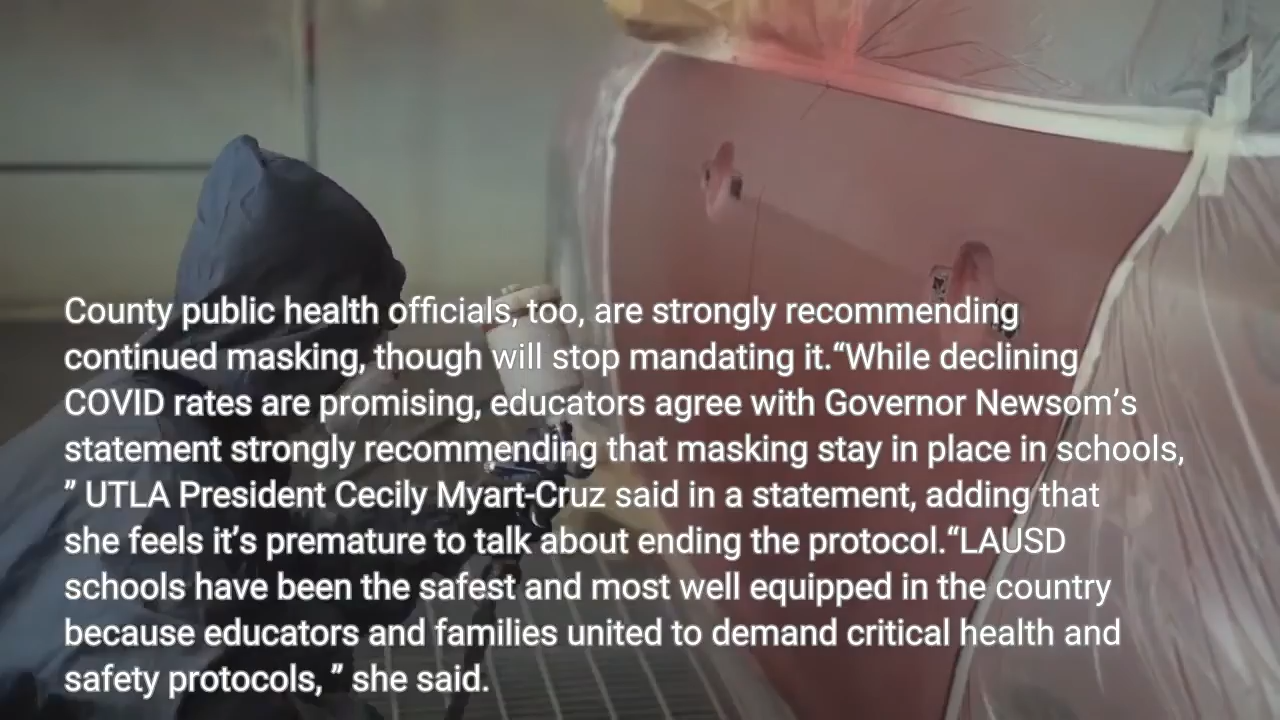 County public health officials, too, are strongly recommending
continued masking, though will stop mandating it.“While declining
COVID rates are promising, educators agree with Governor Newsom’s
statement strongly recommending that masking stay in place in schools,
” UTLA President Cecily Myart-Cruz said in a statement, adding that
she feels it’s premature to talk about ending the protocol.“LAUSD
schools have been the safest and most well equipped in the country
because educators and families united to demand critical health and
safety protocols, ” she said.